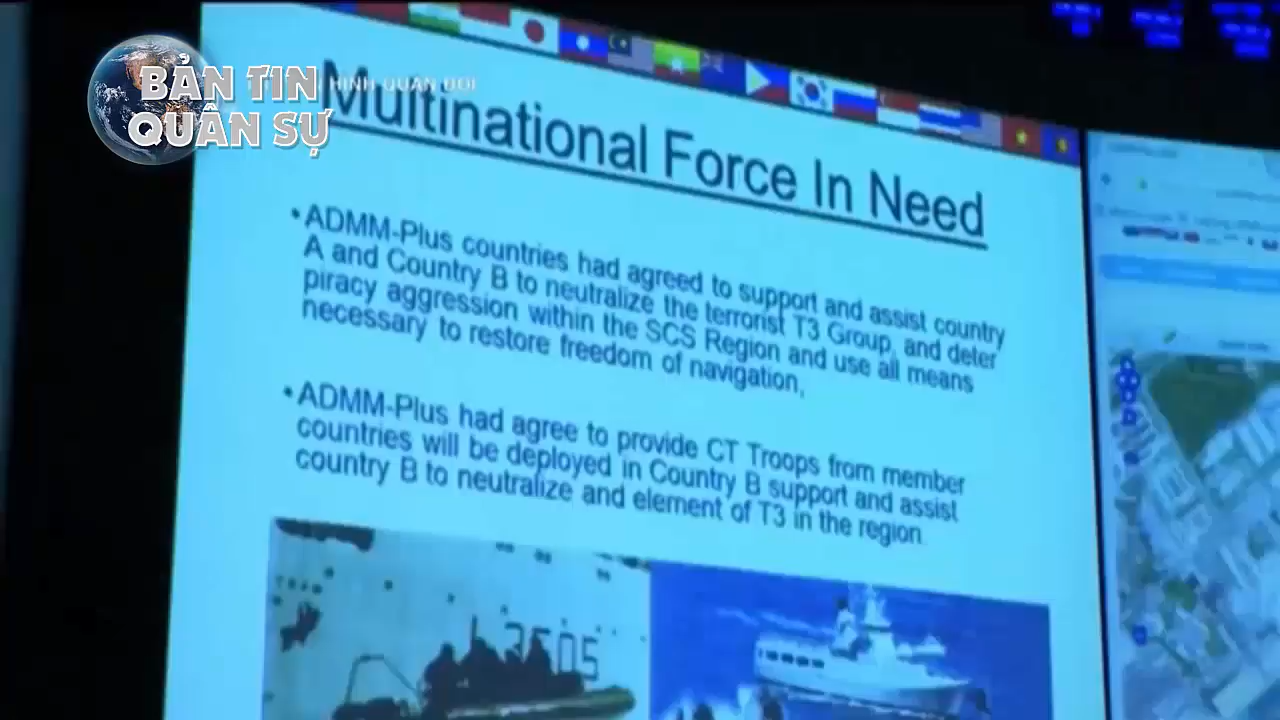 BẢN TIN
QUÂN SỰ
HÌNH QUÂN ĐỘI
Multinational Force In Need
•ADMM-Plus countries had agreed to support and assist country
A and Country B to neutralize the terrorist T3 Group, and deter
piracy aggression within the SCS Region and use all means
necessary to restore freedom of navigation,
•ADMM-Plus had agree to provide CT Troops from member
countries will be deployed in Country B support and assist
country B to neutralize and element of T3 in the region.
3505